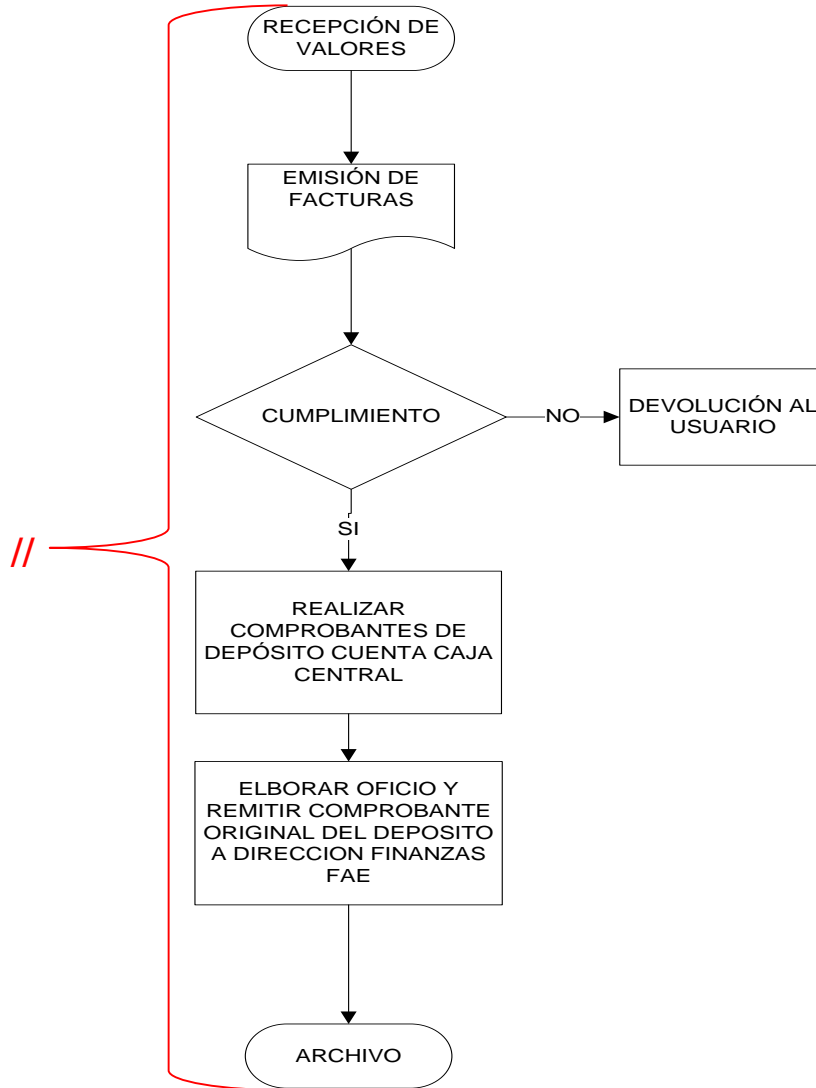 RECEPCIÓN DE
VALORES
EMISIÓN DE
FACTURAS
CUMPLIMIENTO
NO
DEVOLUCIÓN AL
USUARIO
SI
//
REALIZAR
COMPROBANTES DE
DEPÓSITO CUENTA CAJA
CENTRAL
ELBORAR OFICIO Y
REMITIR COMPROBANTE
ORIGINAL DEL DEPOSITO
A DIRECCION FINANZAS
FAE
ARCHIVO